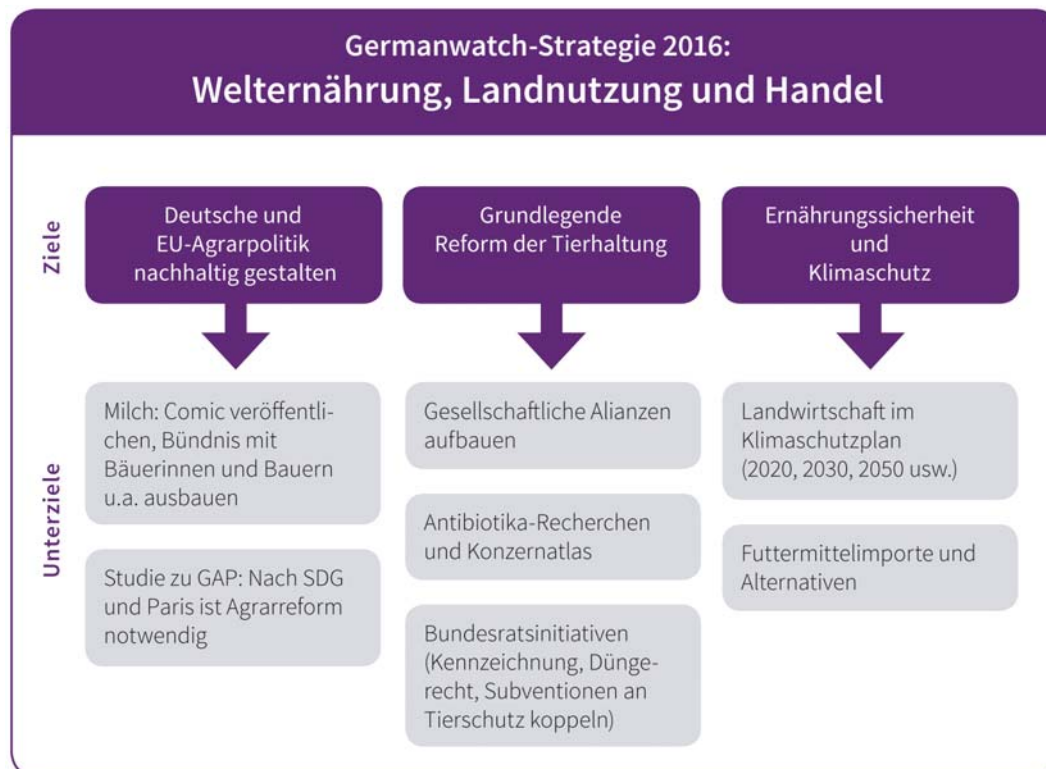 Germanwatch-Strategie 2016:
Welternährung, Landnutzung und Handel
Ziele
Deutsche und
EU-Agrarpolitik
nachhaltig gestalten
Grundlegende
Reform der Tierhaltung
Ernährungssicherheit
und
Klimaschutz
Unterziele
Milch: Comic veröffentli-
chen, Bündnis mit
Bäuerinnen und Bauern
u.a. ausbauen
Studie zu GAP: Nach SDG
und Paris ist Agrarreform
notwendig
Gesellschaftliche Alianzen
aufbauen
Antibiotika-Recherchen
und Konzernatlas
Bundesratsinitiativen
(Kennzeichnung, Dünge-
recht, Subventionen an
Tierschutz koppeln)
Landwirtschaft im
Klimaschutzplan
(2020, 2030, 2050 usw.)
Futtermittelimporte und
Alternativen